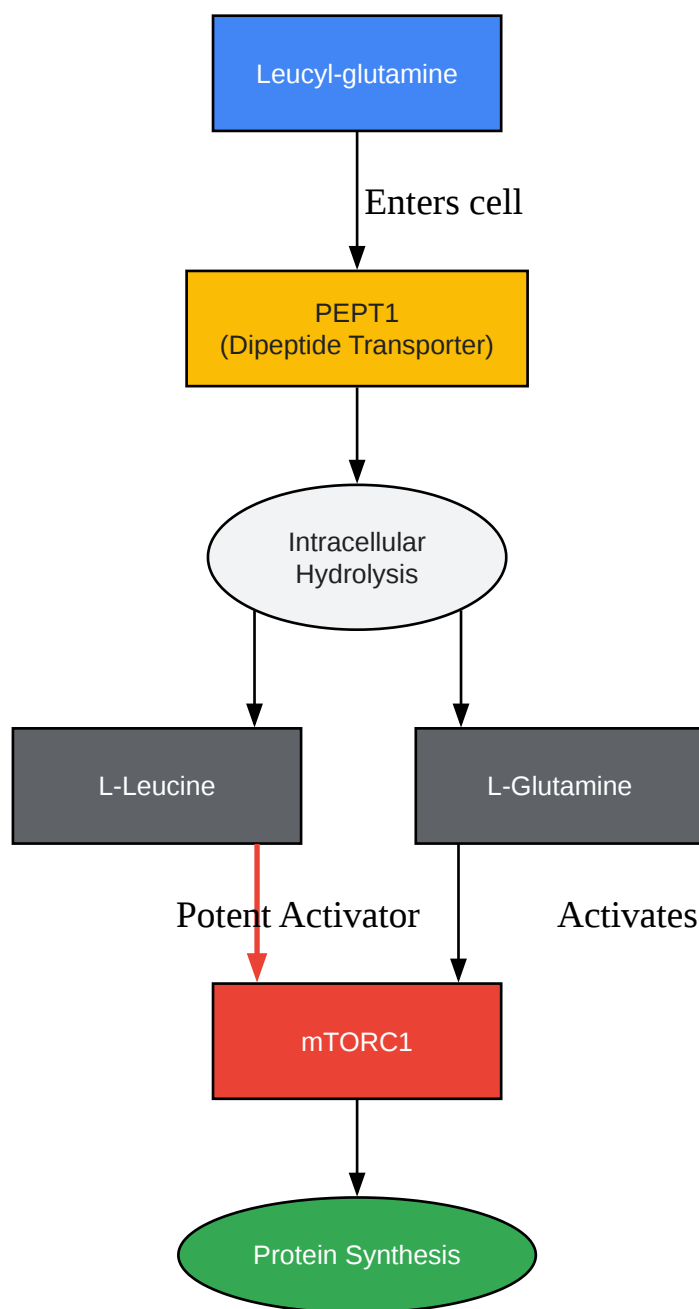 Leucyl-glutamine
Enters cell
PEPT1
(Dipeptide Transporter)
Intracellular
Hydrolysis
L-Leucine
L-Glutamine
Potent Activator
Activates
mTORC1
Protein Synthesis